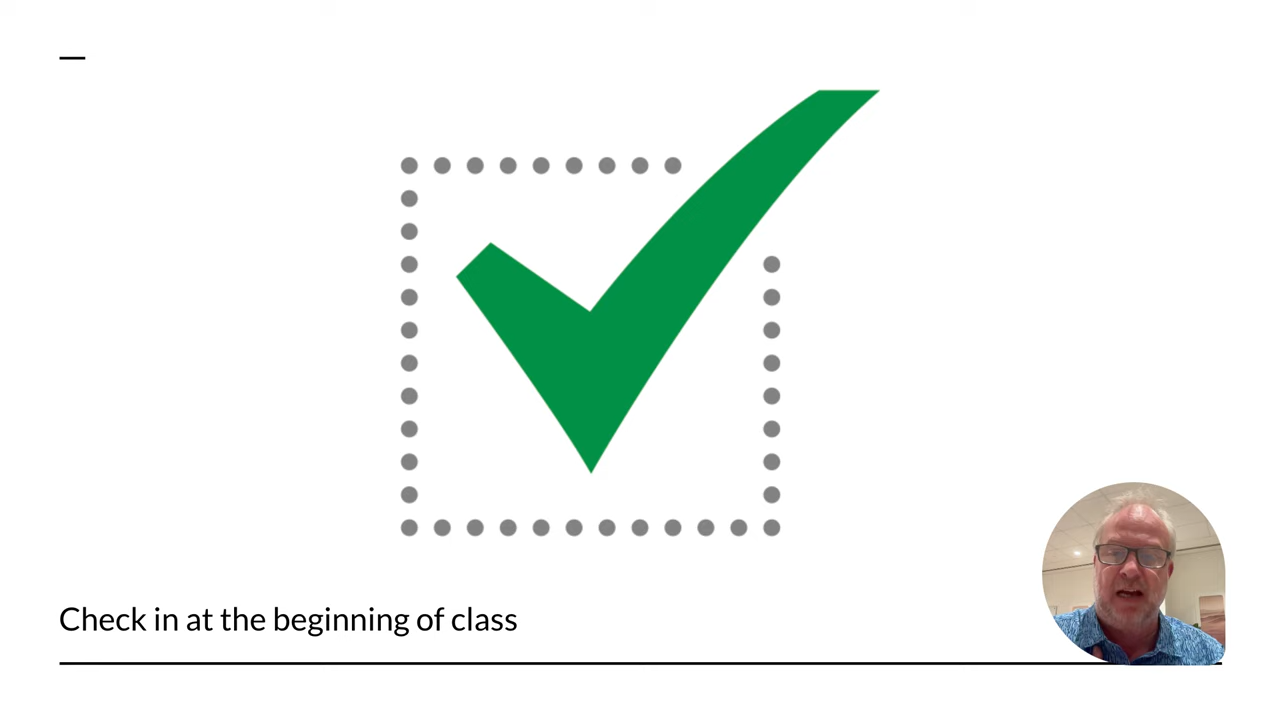 Check in at the beginning of class